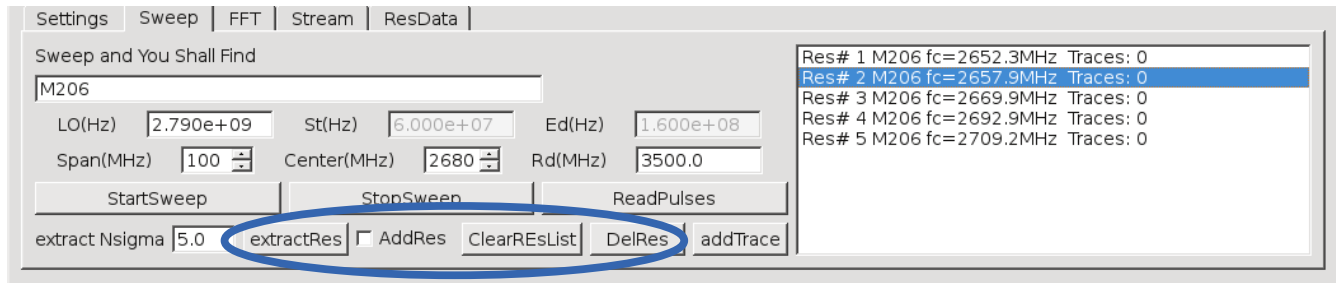 Settings Sweep FFT Stream ResData
Sweep and You Shall Find
M206
LO(Hz) 2.790e+09 St(Hz) 6.000e+07 Ed(Hz) 1.600e+08
Span(MHz) 100 Center(MHz) 2680 Rd(MHz) 3500.0
StartSweep StopSweep ReadPulses
extract Nsigma 5.0 extractRes AddRes ClearREsList DelRes addTrace
Res# 1 M206 fc=2652.3MHz Traces: 0
Res# 2 M206 fc=2657.9MHz Traces: 0
Res# 3 M206 fc=2669.9MHz Traces: 0
Res# 4 M206 fc=2692.9MHz Traces: 0
Res# 5 M206 fc=2709.2MHz Traces: 0